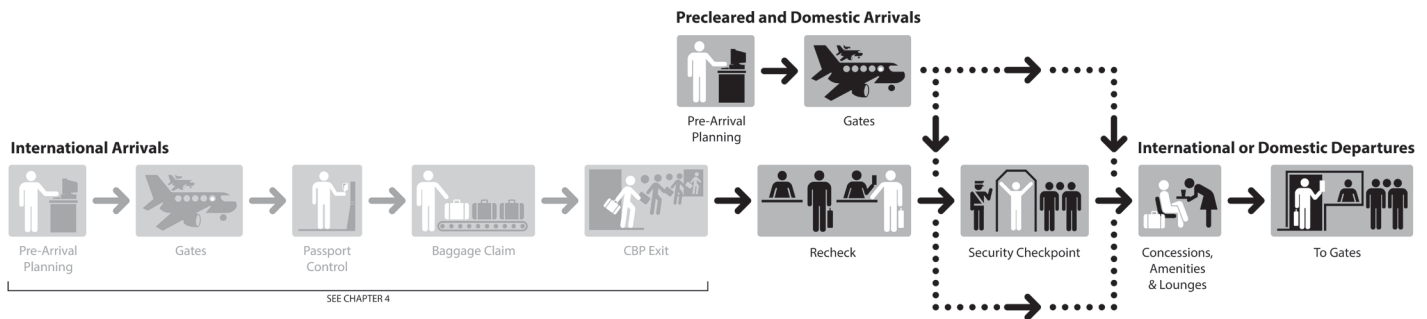 Precleared and Domestic Arrivals
Pre-Arrival
Planning
Gates
International Arrivals
International or Domestic Departures
Pre-Arrival
Planning
Gates
Passport
Control
Baggage Claim
CBP Exit
Recheck
Security Checkpoint
Concessions,
Amenities
& Lounges
To Gates
SEE CHAPTER 4